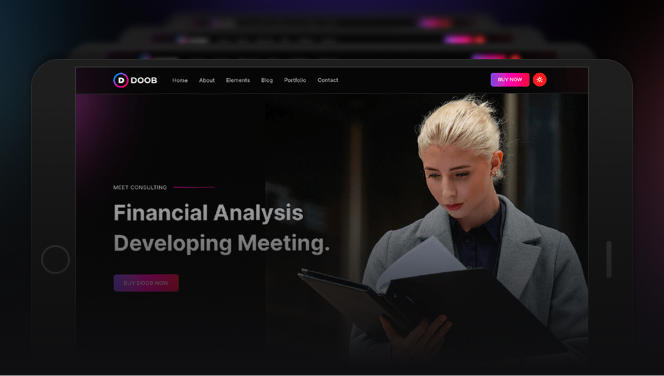 DOOB
Home About Elements Blog Portfolio Contact
BUY NOW
MEET CONSULTING
Financial Analysis
Developing Meeting.
BUY DOOB NOW